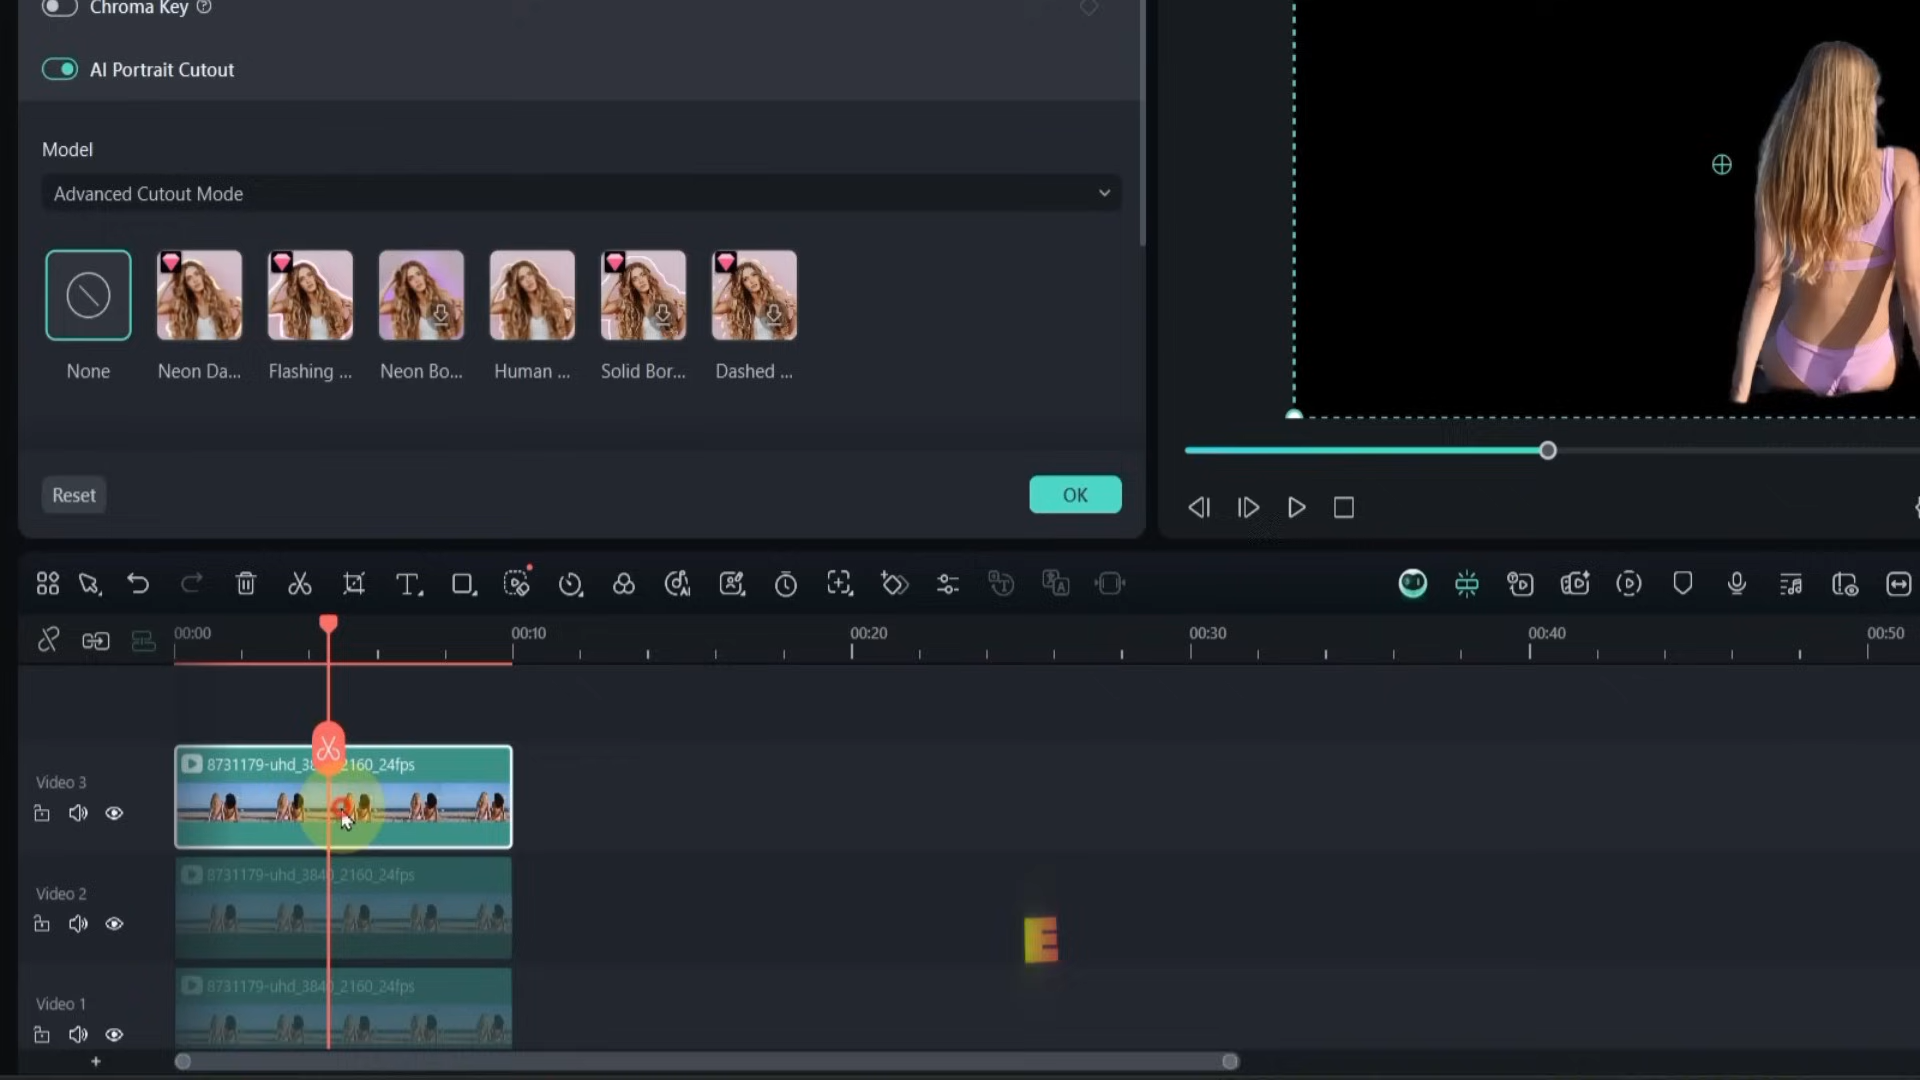 Chroma Key
AI Portrait Cutout
Model
Advanced Cutout Mode
None
Neon Da...
Flashing ...
Neon Bo...
Human ...
Solid Bor...
Dashed ...
Reset
OK
00:00
00:10
00:20
00:30
00:40
00:50
Video 3
8731179-uhd_38 2160_24fps
Video 2
8731179-uhd_3840_2160_24fps
E
Video 1
8731179-uhd_3840_2160_24fps